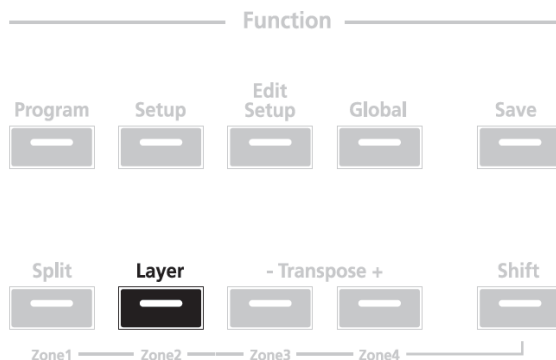 Function
Program Setup Edit Setup Global Save
Split Layer - Transpose + Shift
Zone1 Zone2 Zone3 Zone4